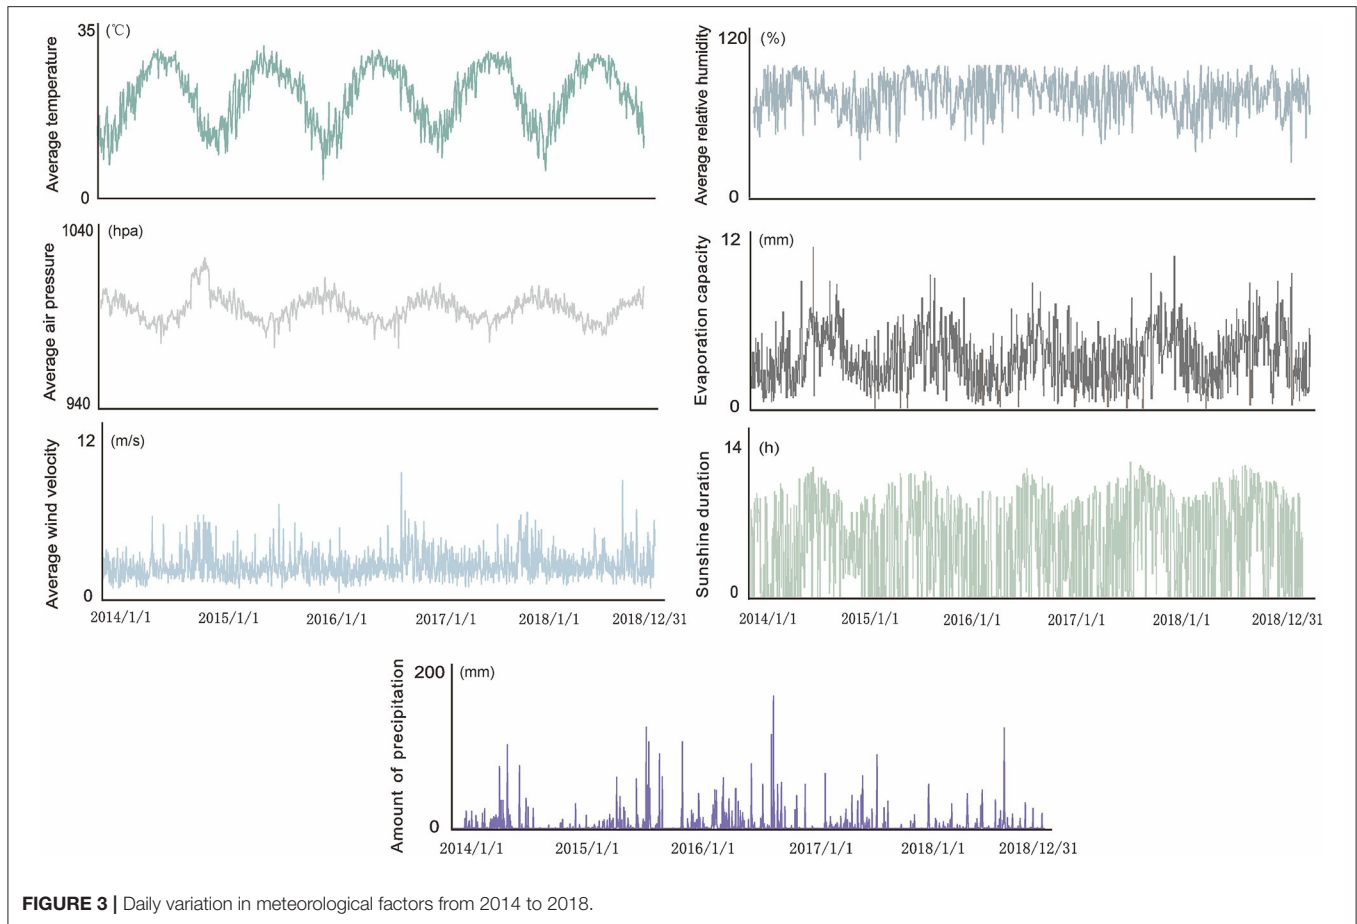 35
(℃)
Average temperature
0
120
(%)
Average relative humidity
0
1040
(hpa)
Average air pressure
940
12
(mm)
Evaporation capacity
0
12
(m/s)
Average wind velocity
0
2014/1/1 2015/1/1 2016/1/1 2017/1/1 2018/1/1 2018/12/31
14
(h)
Sunshine duration
0
2014/1/1 2015/1/1 2016/1/1 2017/1/1 2018/1/1 2018/12/31
200
(mm)
Amount of precipitation
0
2014/1/1 2015/1/1 2016/1/1 2017/1/1 2018/1/1 2018/12/31
FIGURE 3 | Daily variation in meteorological factors from 2014 to 2018.